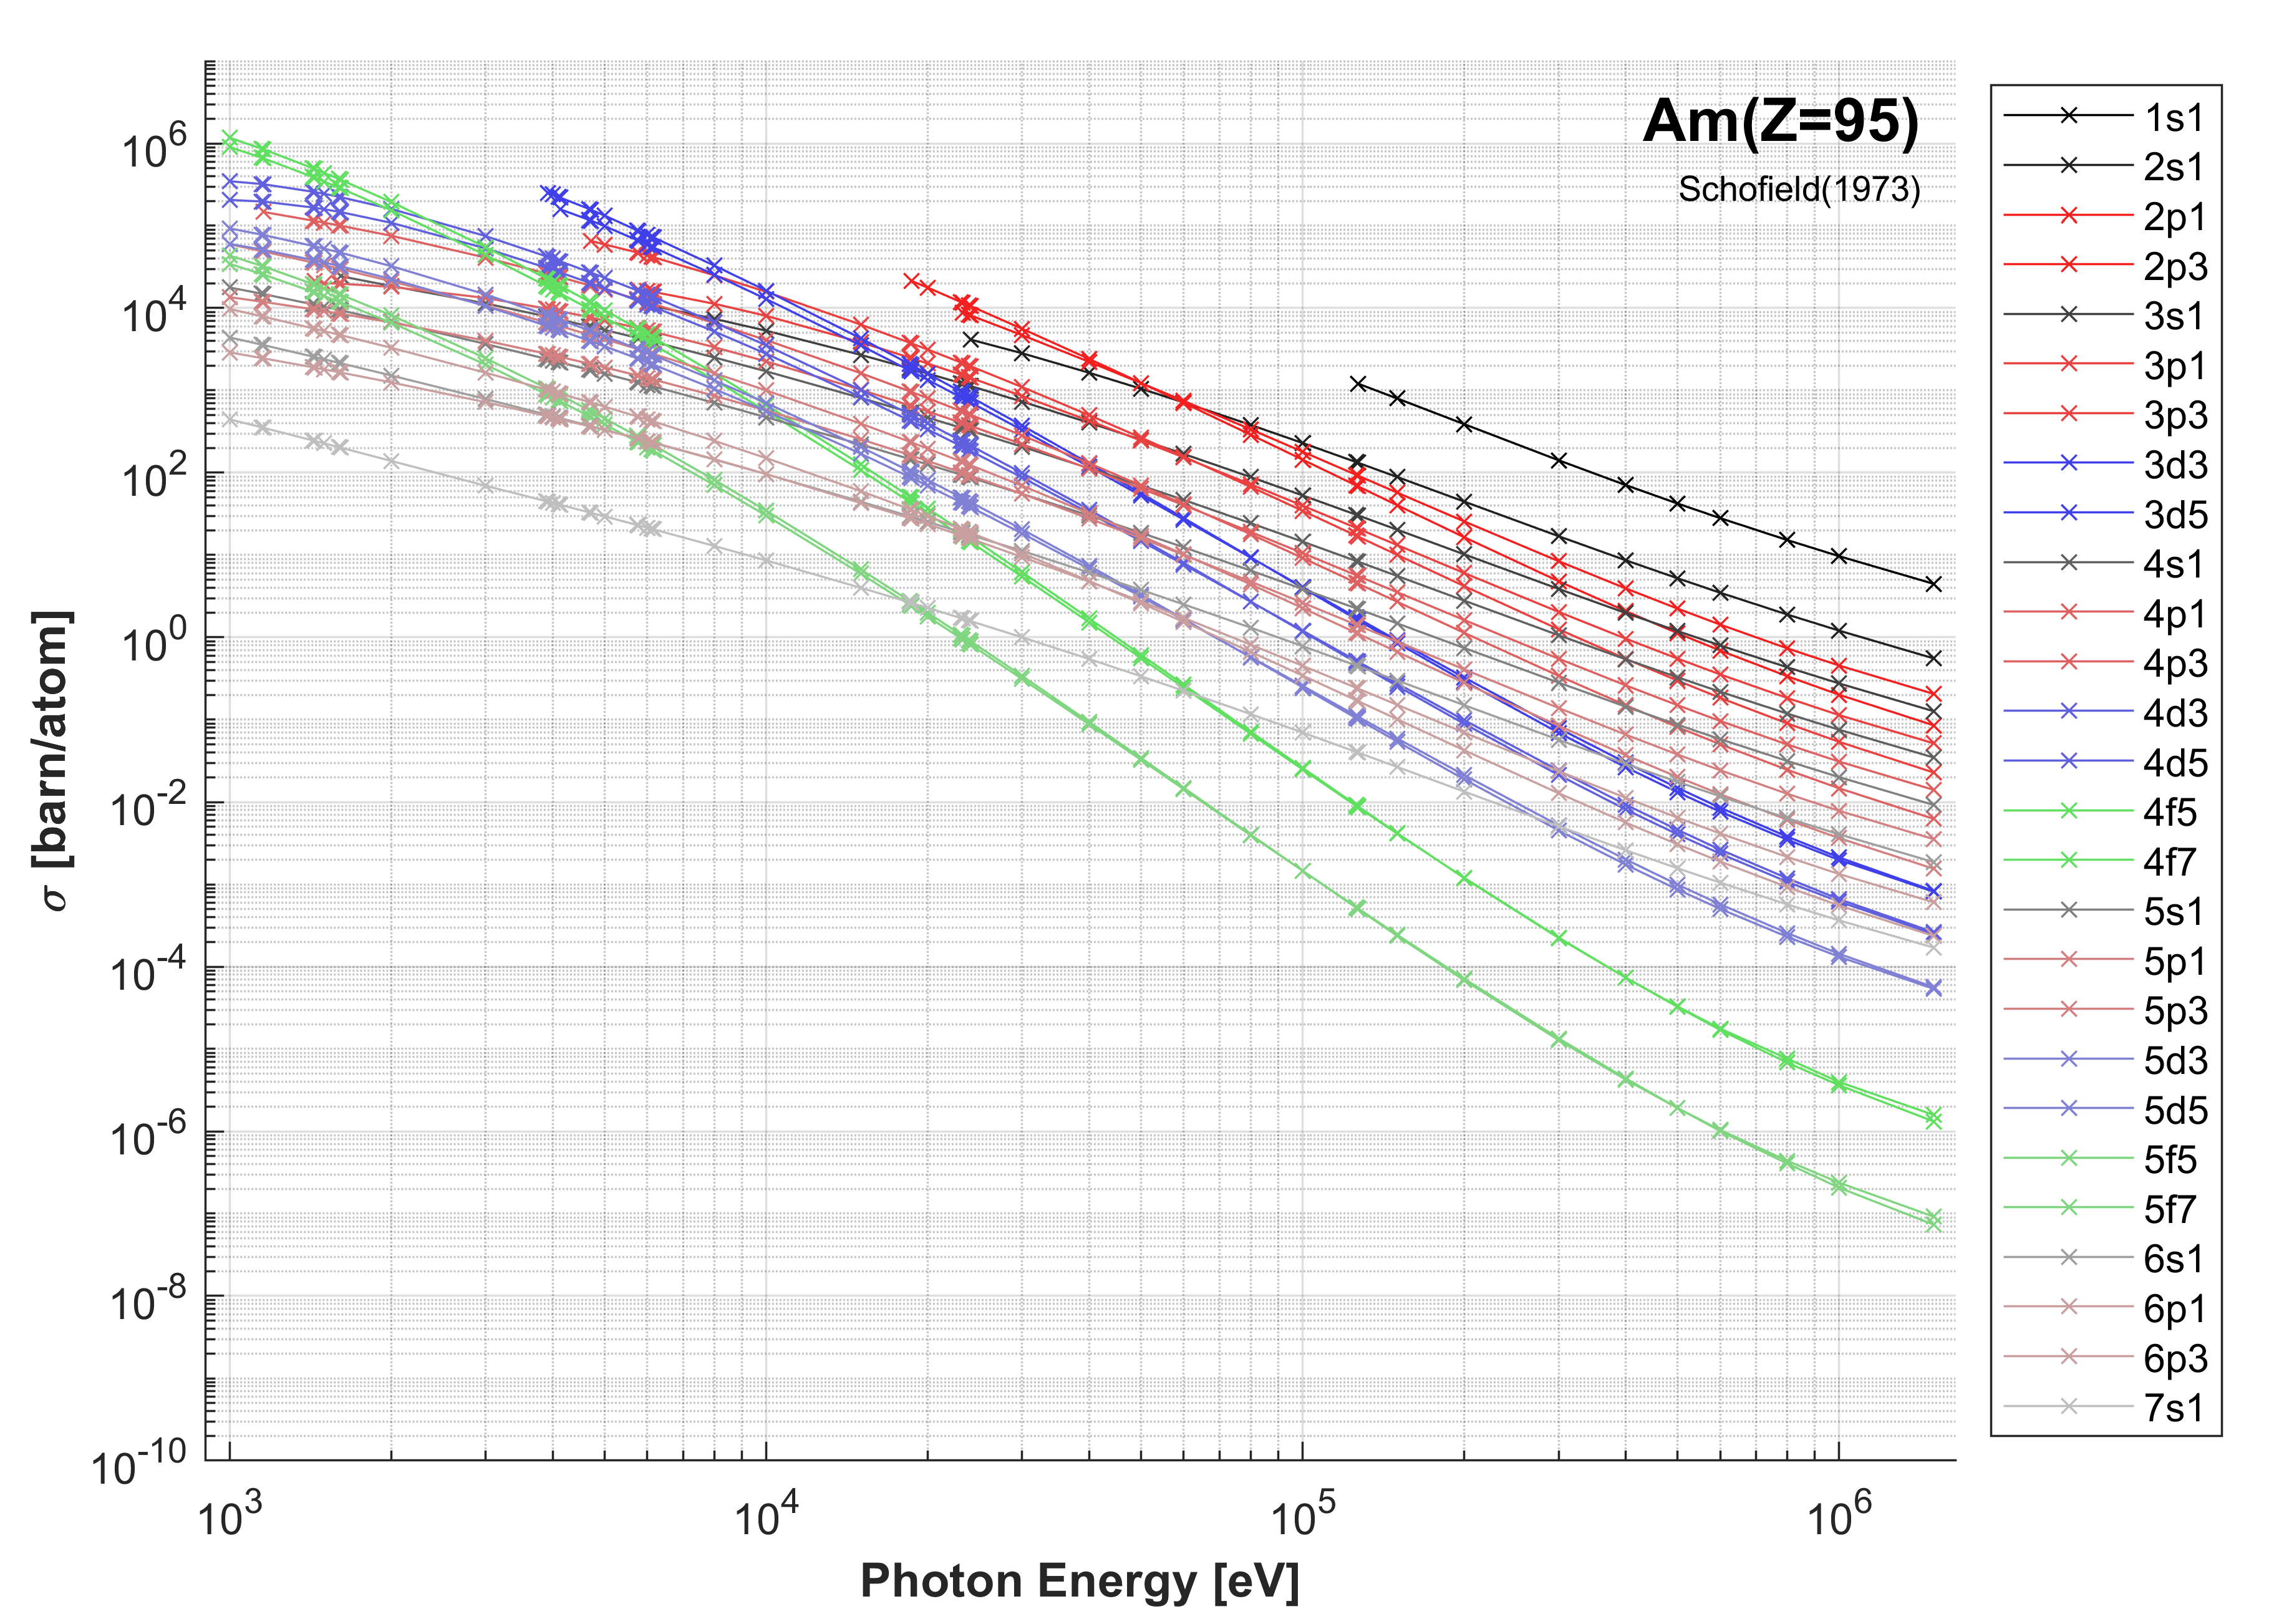 Am(Z=95)
Schofield(1973)
10^6
10^4
10^2
10^0
10^-2
10^-4
10^-6
10^-8
10^-10
σ [barn/atom]
10^3
10^4
10^5
10^6
Photon Energy [eV]
1s1
2s1
2p1
2p3
3s1
3p1
3p3
3d3
3d5
4s1
4p1
4p3
4d3
4d5
4f5
4f7
5s1
5p1
5p3
5d3
5d5
5f5
5f7
6s1
6p1
6p3
7s1